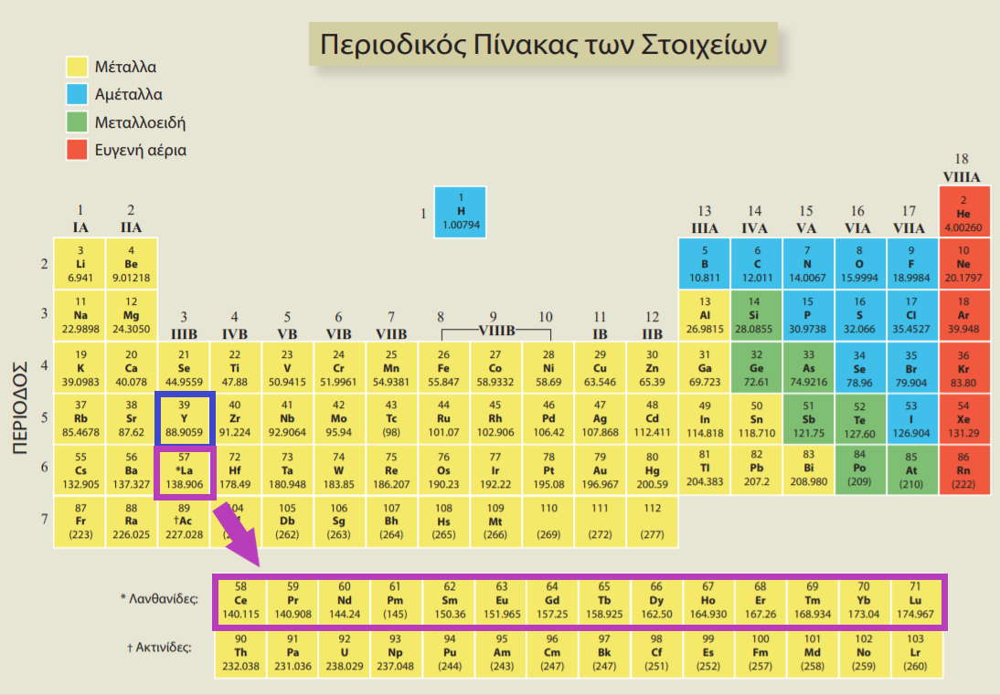 Περιοδικός Πίνακας των Στοιχείων
Μέταλλα
Αμέταλλα
Μεταλλοειδή
Ευγενή αέρια
18
VIIIA
1 2 1 1 13 14 15 16 17 2
IA IIA H IIIA IVA VA VIA VIIA He
1.00794 4.00260
ΠΕΡΙΟΔΟΣ
2 3 4 5 6 7 8 9 10
Li Be B C N O F Ne
6.941 9.01218 10.811 12.011 14.0067 15.9994 18.9984 20.1797
3 11 12 13 14 15 16 17 18
Na Mg Al Si P S Cl Ar
22.9898 24.3050 26.9815 28.0855 30.9738 32.066 35.4527 39.948
3 4 5 6 7 8 9 10 11 12
IIIB IVB VB VIB VIIB VIIIB IB IIB
4 19 20 21 22 23 24 25 26 27 28 29 30 31 32 33 34 35 36
K Ca Se Ti V Cr Mn Fe Co Ni Cu Zn Ga Ge As Se Br Kr
39.0983 40.078 44.9559 47.88 50.9415 51.9961 54.9381 55.847 58.9332 58.69 63.546 65.39 69.723 72.61 74.9216 78.96 79.904 83.80
5 37 38 39 40 41 42 43 44 45 46 47 48 49 50 51 52 53 54
Rb Sr Y Zr Nb Mo Tc Ru Rh Pd Ag Cd In Sn Sb Te I Xe
85.4678 87.62 88.9059 91.224 92.9064 95.94 (98) 101.07 102.906 106.42 107.868 112.411 114.818 118.710 121.75 127.60 126.904 131.29
6 55 56 57 72 73 74 75 76 77 78 79 80 81 82 83 84 85 86
Cs Ba *La Hf Ta W Re Os Ir Pt Au Hg Tl Pb Bi Po At Rn
132.905 137.327 138.906 178.49 180.948 183.85 186.207 190.23 192.22 195.08 196.967 200.59 204.383 207.2 208.980 (209) (210) (222)
7 87 88 89 104 105 106 107 108 109 110 111 112
Fr Ra †Ac Db Sg Bh Hs Mt
(223) 226.025 227.028 (262) (263) (264) (265) (266) (269) (272) (277)
* Λανθανίδες:
58 59 60 61 62 63 64 65 66 67 68 69 70 71
Ce Pr Nd Pm Sm Eu Gd Tb Dy Ho Er Tm Yb Lu
140.115 140.908 144.24 (145) 150.36 151.965 157.25 158.925 162.50 164.930 167.26 168.934 173.04 174.967
† Ακτινίδες:
90 91 92 93 94 95 96 97 98 99 100 101 102 103
Th Pa U Np Pu Am Cm Bk Cf Es Fm Md No Lr
232.038 231.036 238.029 237.048 (244) (243) (247) (247) (251) (252) (257) (258) (259) (260)